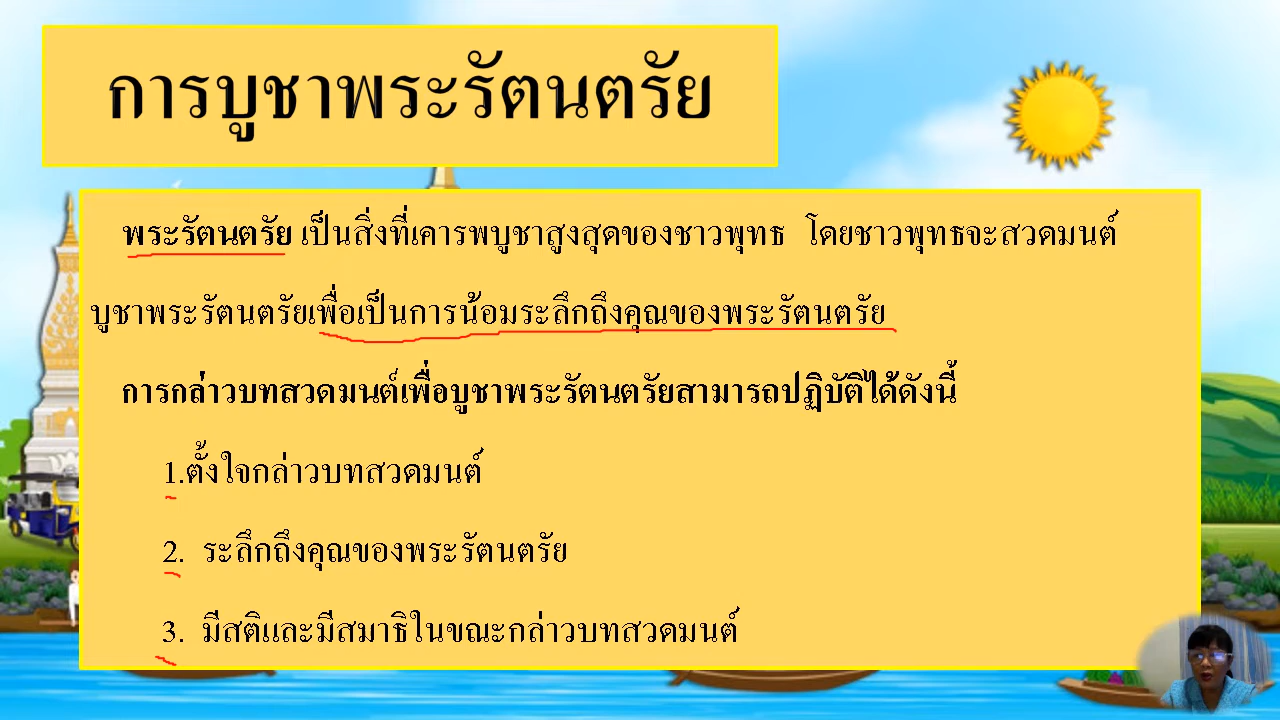 การบูชาพระรัตนตรัย
พระรัตนตรัย เป็นสิ่งที่เคารพบูชาสูงสุดของชาวพุทธ โดยชาวพุทธจะสวดมนต์
บูชาพระรัตนตรัยเพื่อเป็นการน้อมระลึกถึงคุณของพระรัตนตรัย
การกล่าวบทสวดมนต์เพื่อบูชาพระรัตนตรัยสามารถปฏิบัติได้ดังนี้
1.ตั้งใจกล่าวบทสวดมนต์
2. ระลึกถึงคุณของพระรัตนตรัย
3. มีสติและมีสมาธิในขณะกล่าวบทสวดมนต์